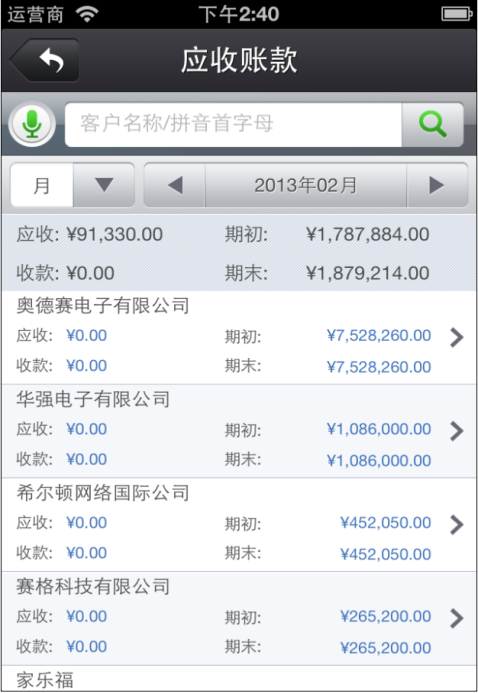 运营商 下午2:40
应收账款
客户名称/拼音首字母
月 2013年02月
应收: ¥91,330.00 期初: ¥1,787,884.00
收款: ¥0.00 期末: ¥1,879,214.00
奥德赛电子有限公司
应收: ¥0.00 期初: ¥7,528,260.00
收款: ¥0.00 期末: ¥7,528,260.00
华强电子有限公司
应收: ¥0.00 期初: ¥1,086,000.00
收款: ¥0.00 期末: ¥1,086,000.00
希尔顿网络国际公司
应收: ¥0.00 期初: ¥452,050.00
收款: ¥0.00 期末: ¥452,050.00
赛格科技有限公司
应收: ¥0.00 期初: ¥265,200.00
收款: ¥0.00 期末: ¥265,200.00
家乐福